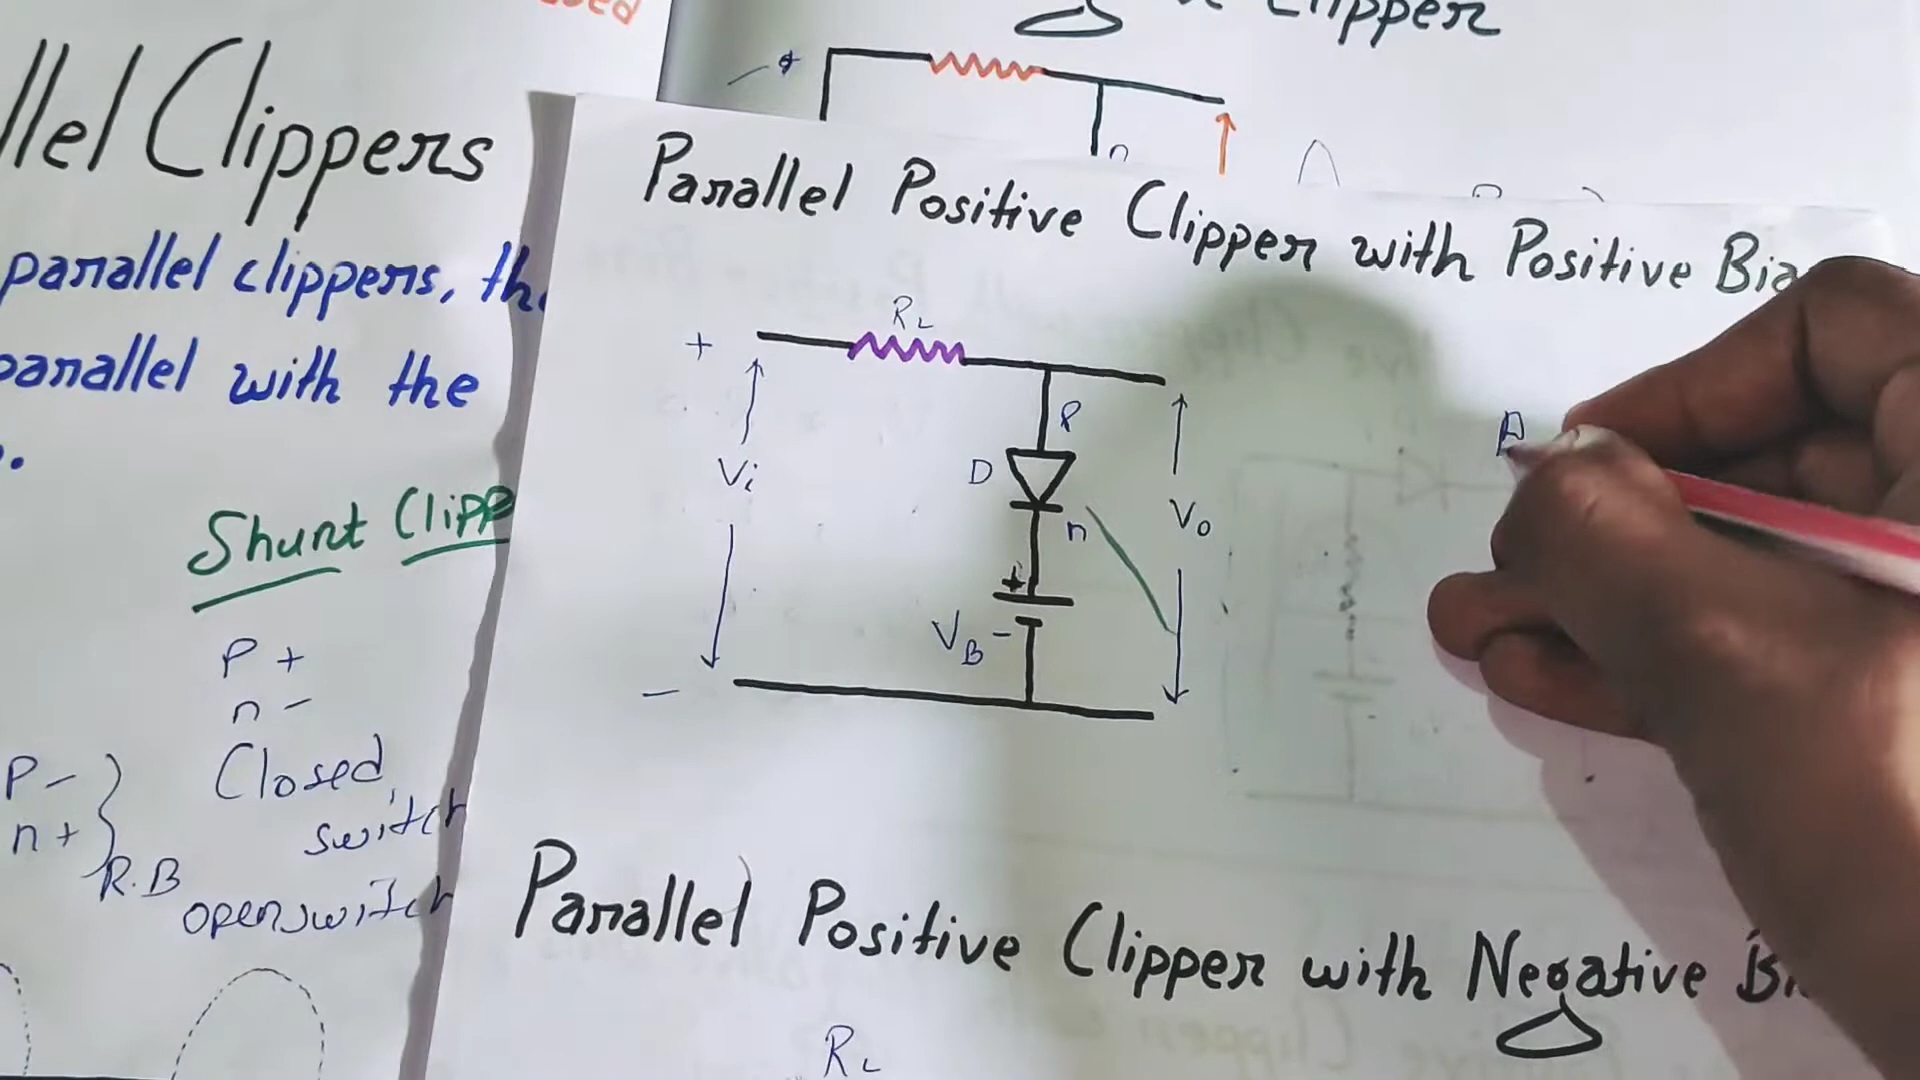 Clipper
llel Clippers
parallel clippers, the
parallel with the
Shunt Clipp
P +
n -
Closed
switch
P -
n +
R.B
open switch
n
Parallel Positive Clipper with Positive Bia
RL
+
P
Vi
D
n
Vo
+
VB -
-
Parallel Positive Clipper with Negative Bi
RL